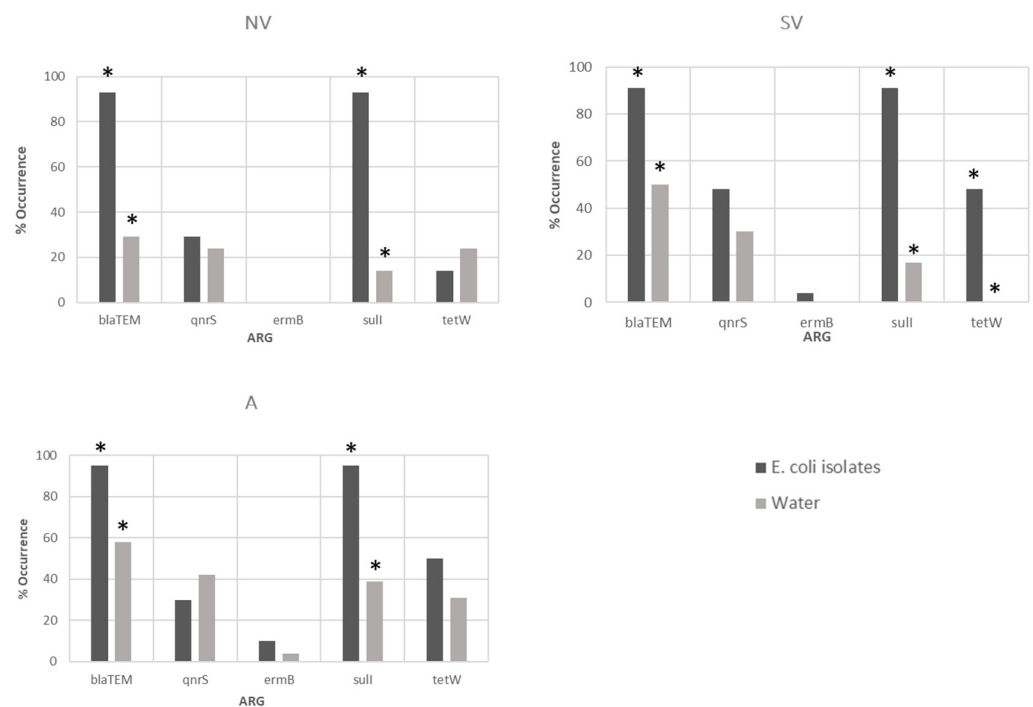 NV
% Occurrence
100
80
60
40
20
0
* * * *
blaTEM qnrS ermB sulI tetW
ARG
SV
% Occurrence
100
80
60
40
20
0
* * * * * *
blaTEM qnrS ermB sulI tetW
ARG
A
% Occurrence
100
80
60
40
20
0
* * * *
blaTEM qnrS ermB sulI tetW
ARG
E. coli isolates
Water